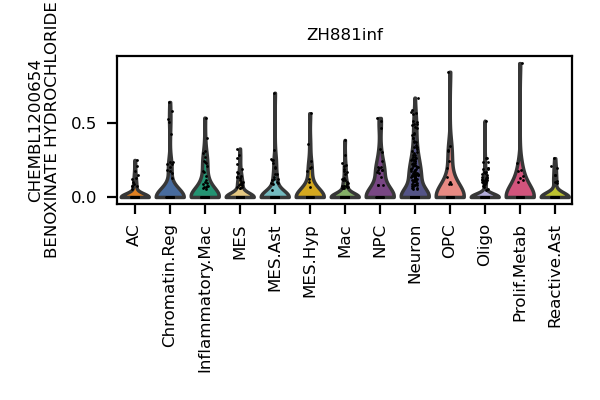 ZH881inf
CHEMBL1200654
BENOXINATE HYDROCHLORIDE
0.5
0.0
AC
Chromatin.Reg
Inflammatory.Mac
MES
MES.Ast
MES.Hyp
Mac
NPC
Neuron
OPC
Oligo
Prolif.Metab
Reactive.Ast